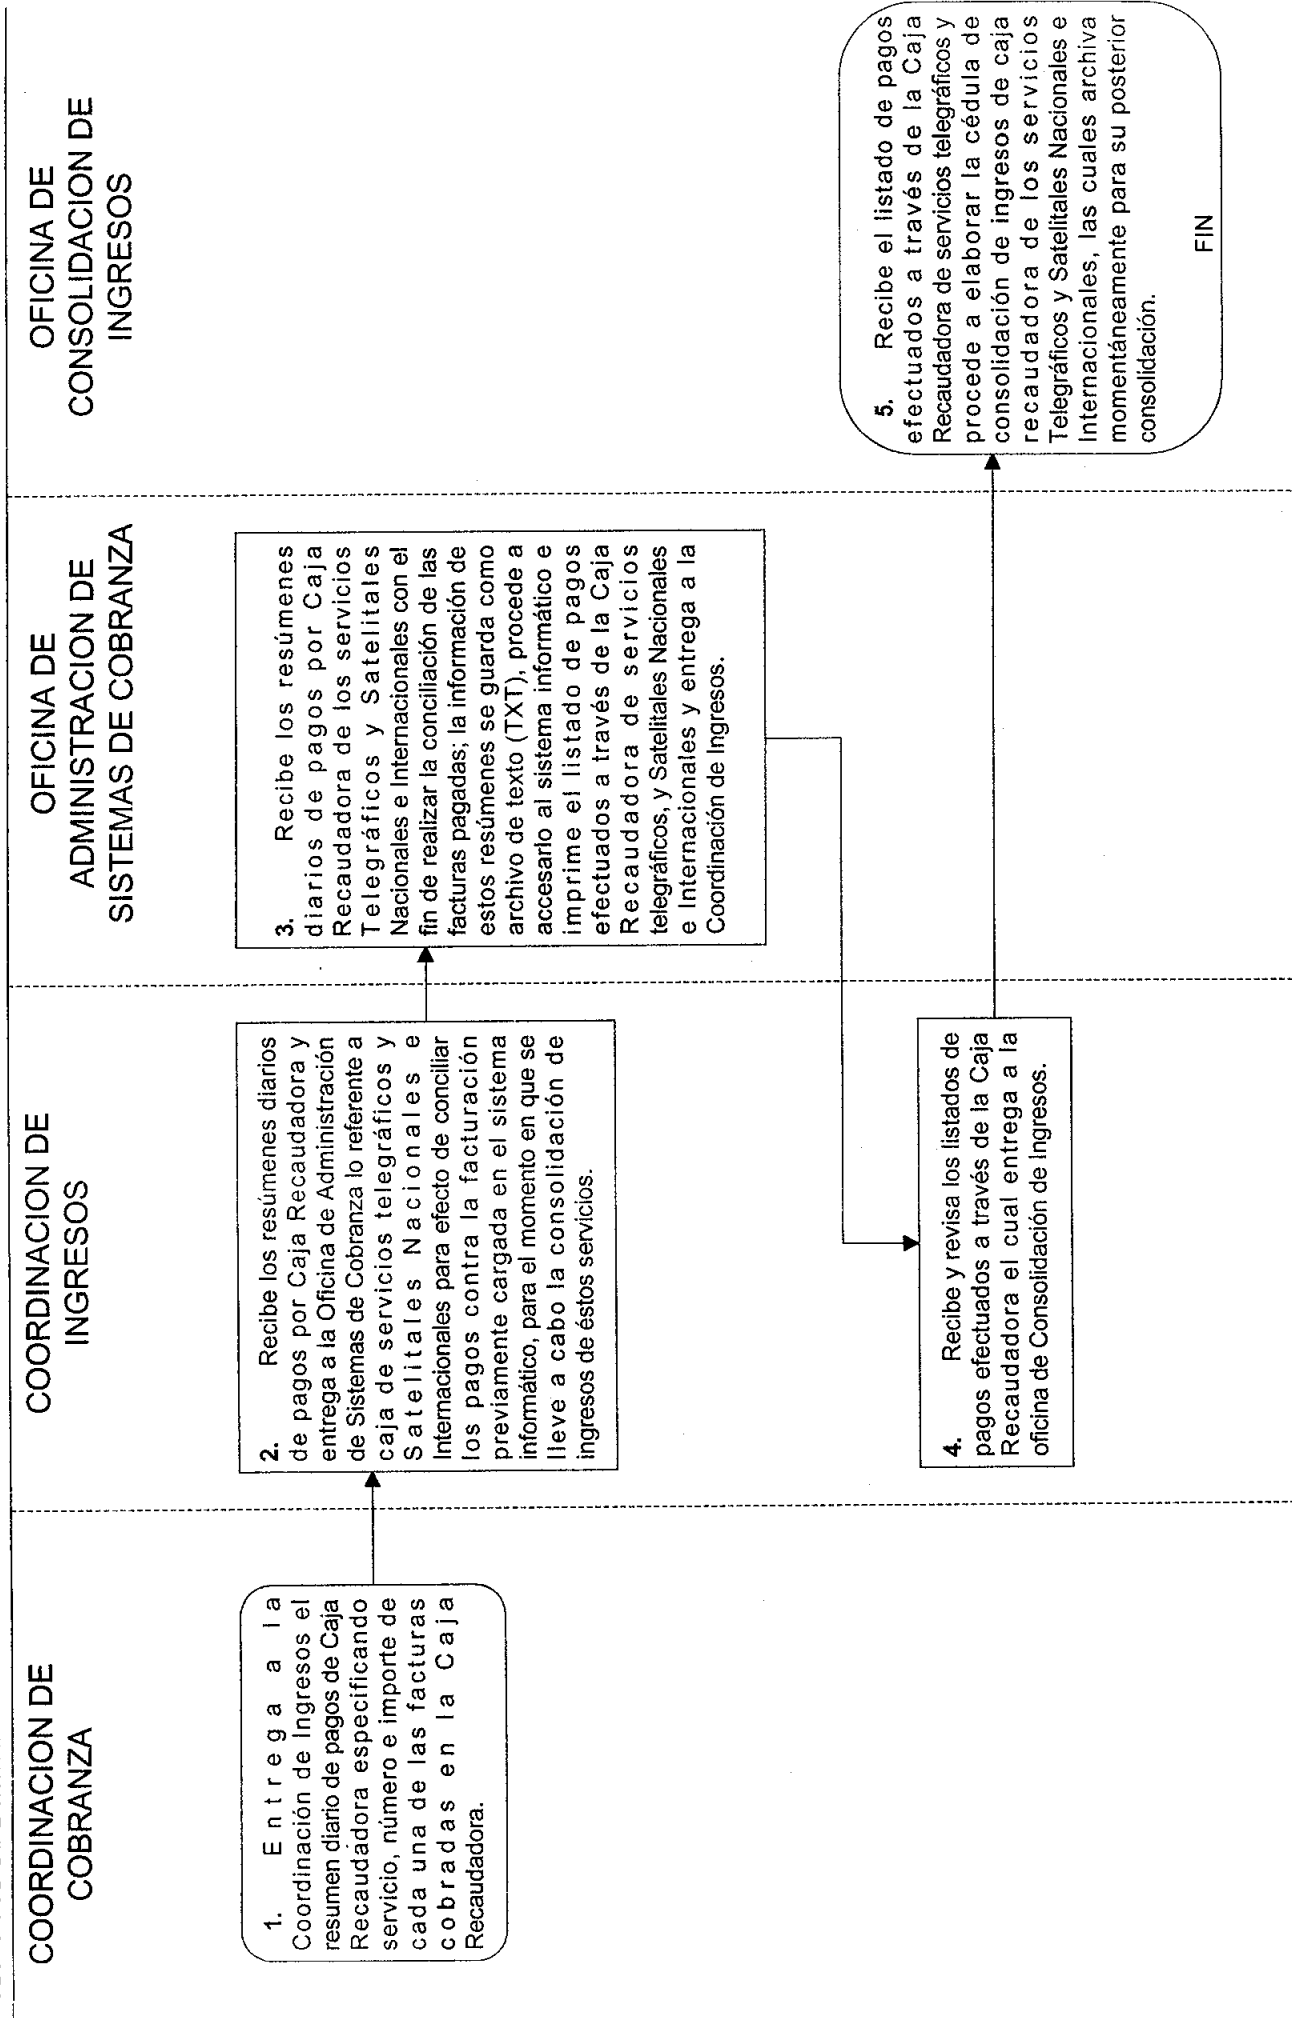 COORDINACION DE
COBRANZA
COORDINACION DE
INGRESOS
OFICINA DE
ADMINISTRACION DE
SISTEMAS DE COBRANZA
OFICINA DE
CONSOLIDACION DE
INGRESOS
1. Entrega a la
Coordinación de Ingresos el
resumen diario de pagos de Caja
Recaudadora especificando
servicio, número e importe de
cada una de las facturas
cobradas en la Caja
Recaudadora.
2. Recibe los resúmenes diarios
de pagos por Caja Recaudadora y
entrega a la Oficina de Administración
de Sistemas de Cobranza lo referente a
caja de servicios telegráficos y
Satelitales Nacionales e
Internacionales para efecto de conciliar
los pagos contra la facturación
previamente cargada en el sistema
informático, para el momento en que se
lleve a cabo la consolidación de
ingresos de éstos servicios.
3. Recibe los resúmenes
diarios de pagos por Caja
Recaudadora de los servicios
Telegráficos y Satelitales
Nacionales e Internacionales con el
fin de realizar la conciliación de las
facturas pagadas; la información de
estos resúmenes se guarda como
archivo de texto (TXT), procede a
accesarlo al sistema informático e
imprime el listado de pagos
efectuados a través de la Caja
Recaudadora de servicios
telegráficos, y Satelitales Nacionales
e Internacionales y entrega a la
Coordinación de Ingresos.
4. Recibe y revisa los listados de
pagos efectuados a través de la Caja
Recaudadora el cual entrega a la
oficina de Consolidación de Ingresos.
5. Recibe el listado de pagos
efectuados a través de la Caja
Recaudadora de servicios telegráficos y
procede a elaborar la cédula de
consolidación de ingresos de caja
recaudadora de los servicios
Telegráficos y Satelitales Nacionales e
Internacionales, las cuales archiva
momentáneamente para su posterior
consolidación.
FIN